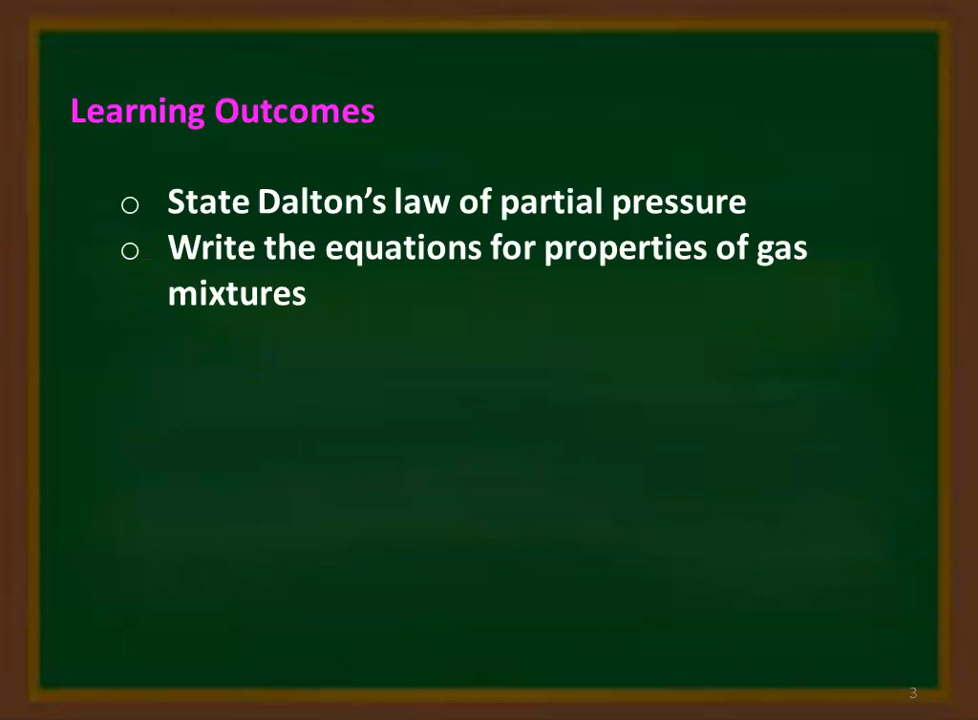 Learning Outcomes
o State Dalton’s law of partial pressure
o Write the equations for properties of gas
mixtures
3